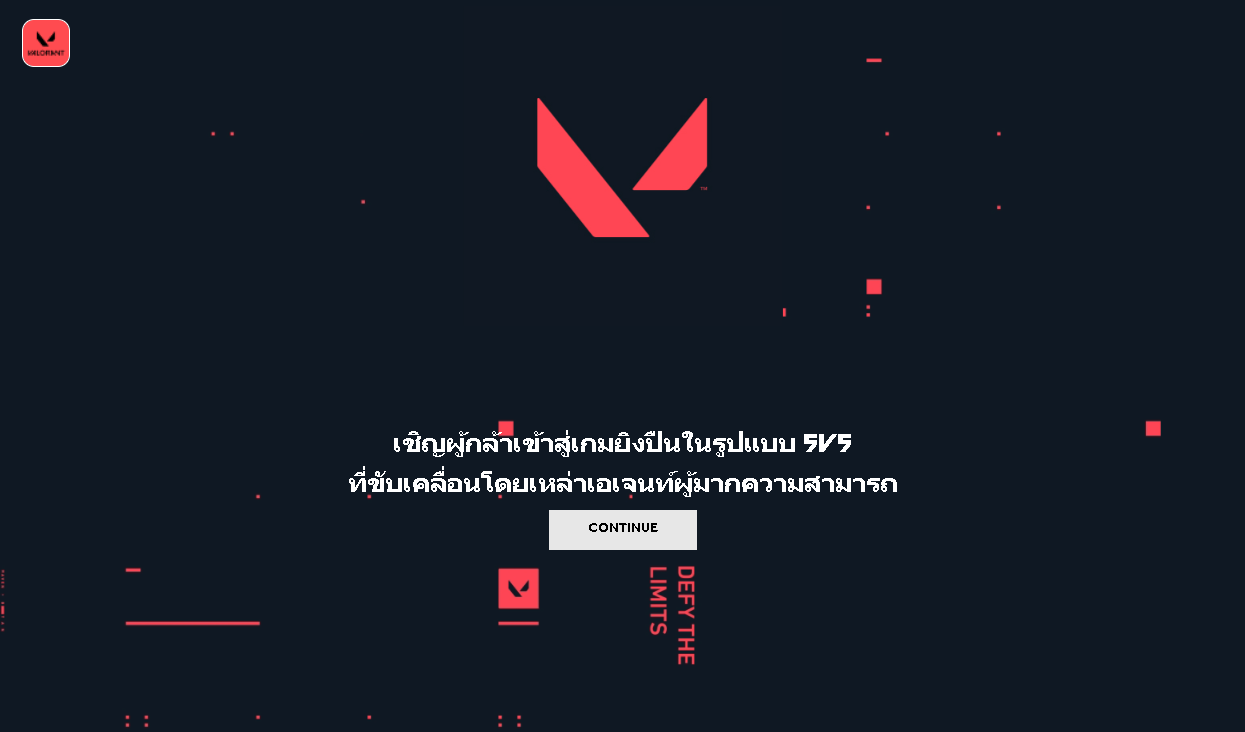 VALORANT
TM
เชิญผู้กล้าเข้าสู่เกมยิงปืนในรูปแบบ 5V5
ที่ขับเคลื่อนโดยเหล่าเอเจนท์ผู้มากความสามารถ
CONTINUE
DEFY THE
LIMITS